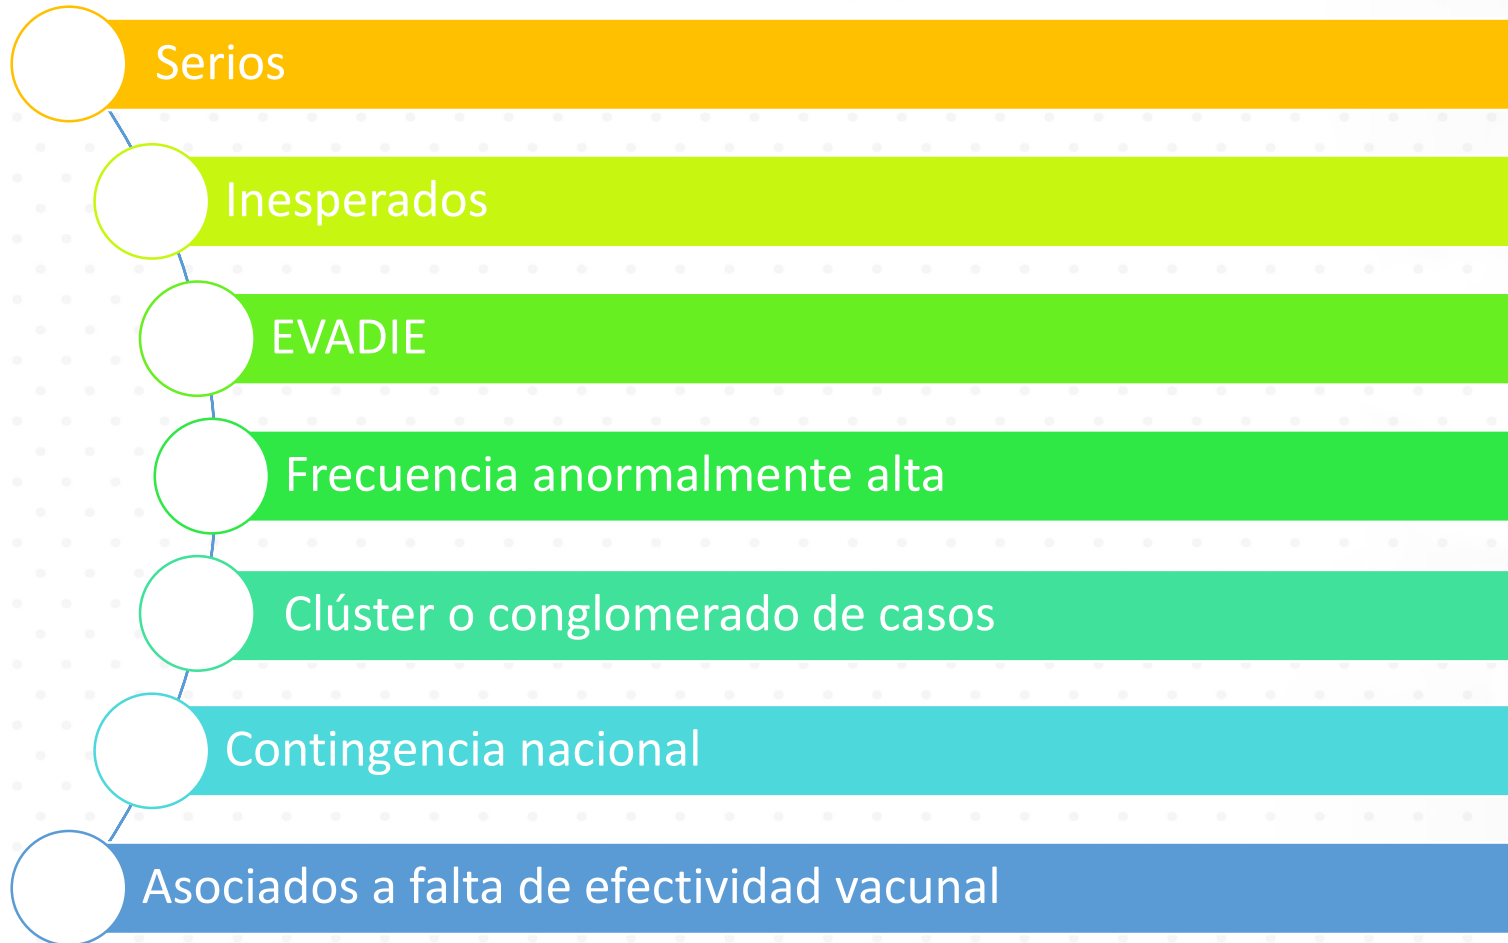 Serios
Inesperados
EVADIE
Frecuencia anormalmente alta
Clúster o conglomerado de casos
Contingencia nacional
Asociados a falta de efectividad vacunal